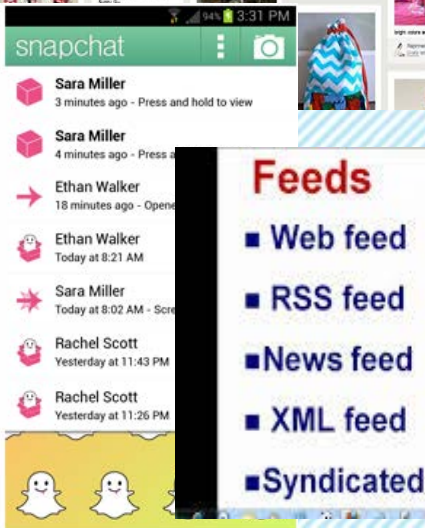 94% 3:31 PM
snapchat
Sara Miller
3 minutes ago - Press and hold to view
Sara Miller
4 minutes ago - Press a
Ethan Walker
18 minutes ago - Opene
Ethan Walker
Today at 8:21 AM
Sara Miller
Today at 8:02 AM - Scre
Rachel Scott
Yesterday at 11:43 PM
Rachel Scott
Yesterday at 11:26 PM
Feeds
■ Web feed
■ RSS feed
■News feed
■ XML feed
■Syndicated